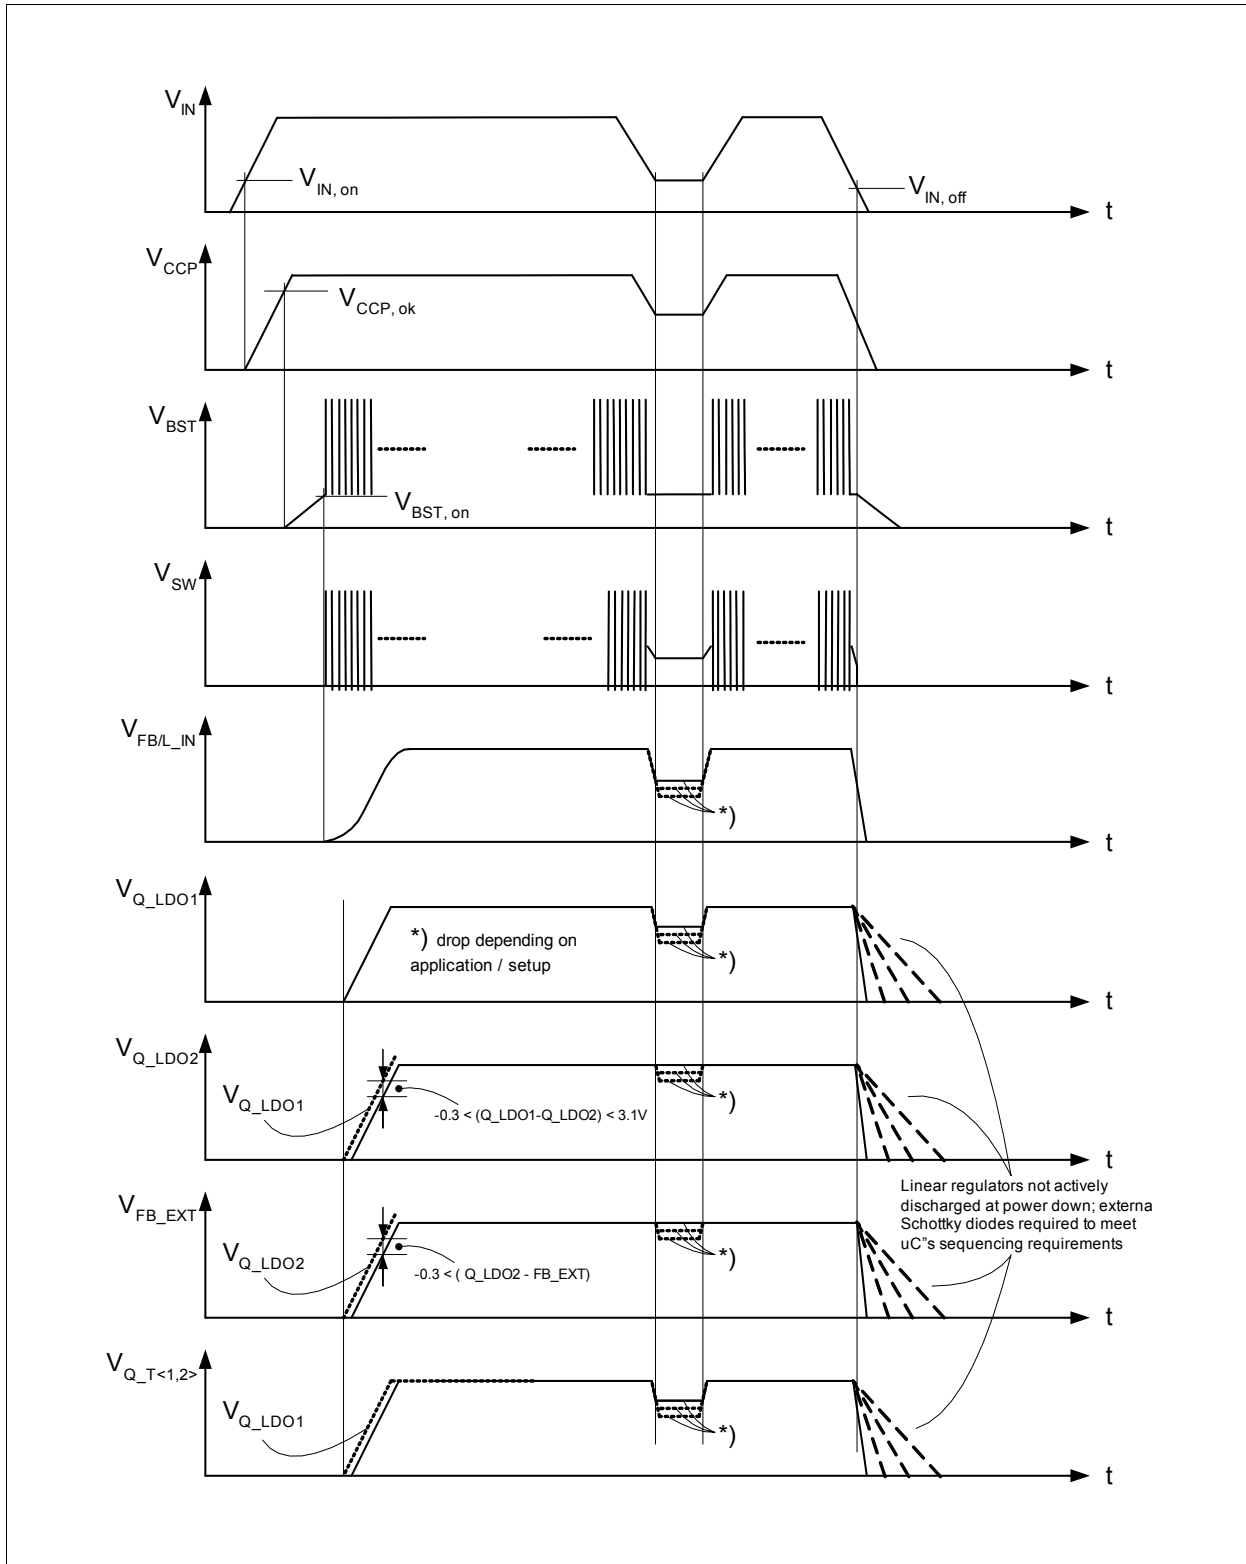 V_IN
V_IN, on
V_IN, off
t
V_CCP
V_CCP, ok
t
V_BST
V_BST, on
t
V_SW
t
V_FB/L_IN
*)
t
V_Q_LDO1
*) drop depending on
application / setup
*)
t
V_Q_LDO2
V_Q_LDO1
-0.3 < (Q_LDO1-Q_LDO2) < 3.1V
*)
t
Linear regulators not actively
discharged at power down; externa
Schottky diodes required to meet
uC"s sequencing requirements
V_FB_EXT
V_Q_LDO2
-0.3 < ( Q_LDO2 - FB_EXT)
*)
t
V_Q_T<1,2>
V_Q_LDO1
*)
t